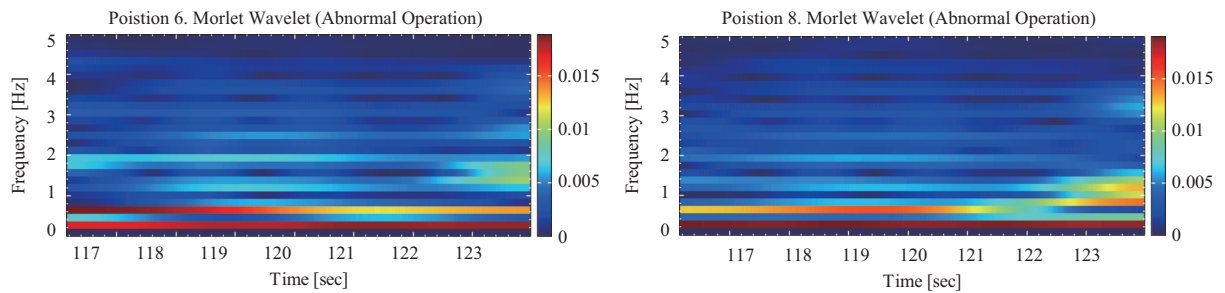 Poistion 6. Morlet Wavelet (Abnormal Operation)
5
4
3
2
1
0
Frequency [Hz]
117 118 119 120 121 122 123
Time [sec]
0.015
0.01
0.005
0
Poistion 8. Morlet Wavelet (Abnormal Operation)
5
4
3
2
1
0
Frequency [Hz]
117 118 119 120 121 122 123
Time [sec]
0.015
0.01
0.005
0